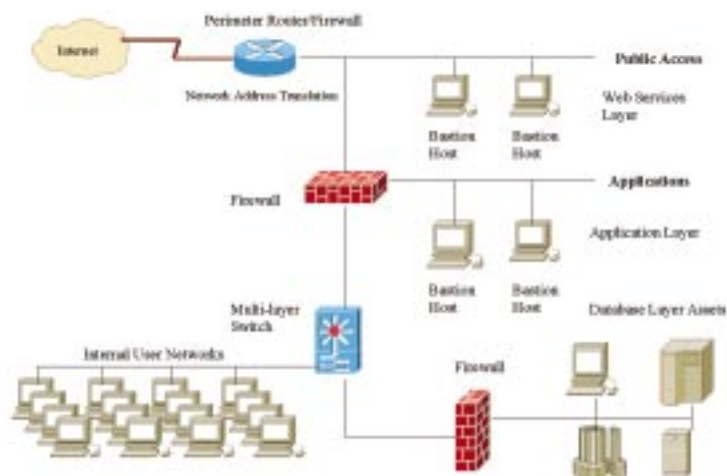 Perimeter Router/Firewall
Internet
Network Address Translation
Public Access
Web Services
Layer
Bastion
Host
Bastion
Host
Firewall
Applications
Application Layer
Bastion
Host
Bastion
Host
Multi-layer
Switch
Database Layer Assets
Internal User Networks
Firewall